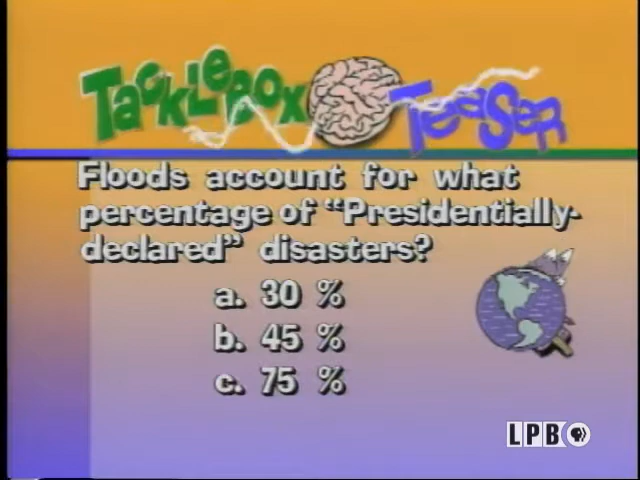 TackleBox Teaser
Floods account for what
percentage of "Presidentially-
declared" disasters?
a. 30 %
b. 45 %
c. 75 %
LPB